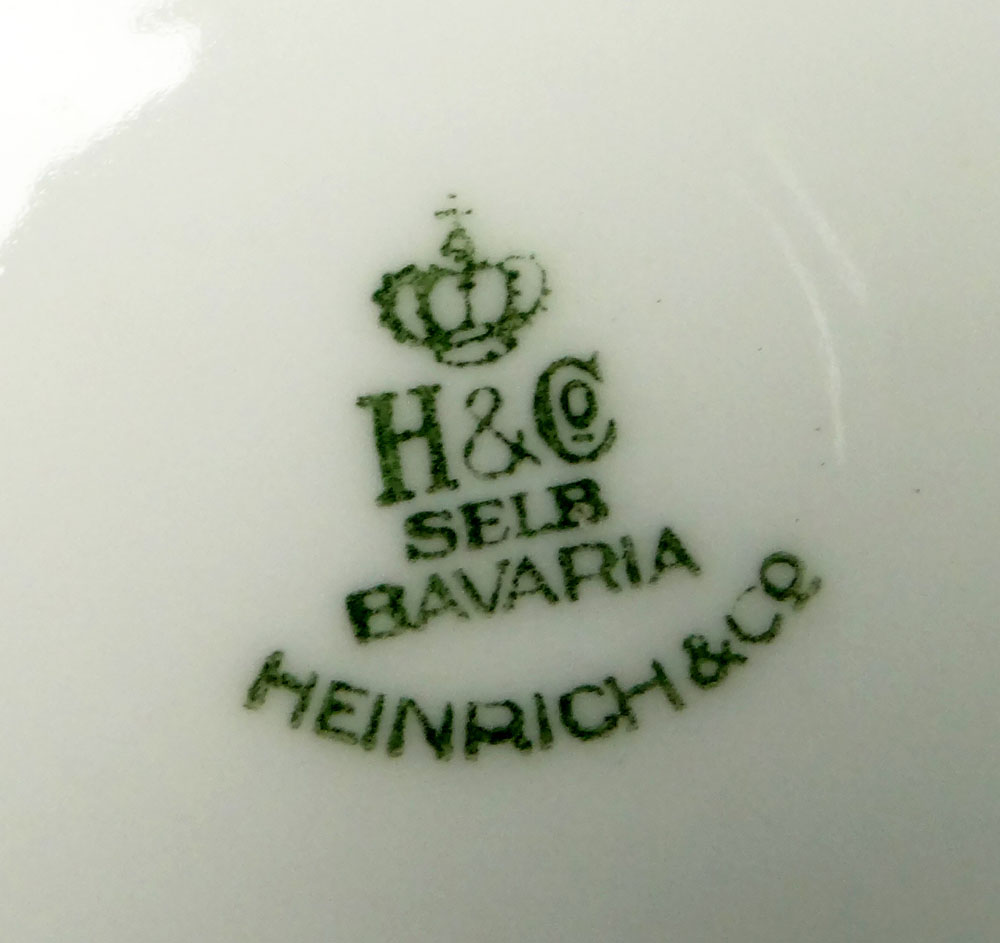 H & Co
SELB
BAVARIA
HEINRICH & Co